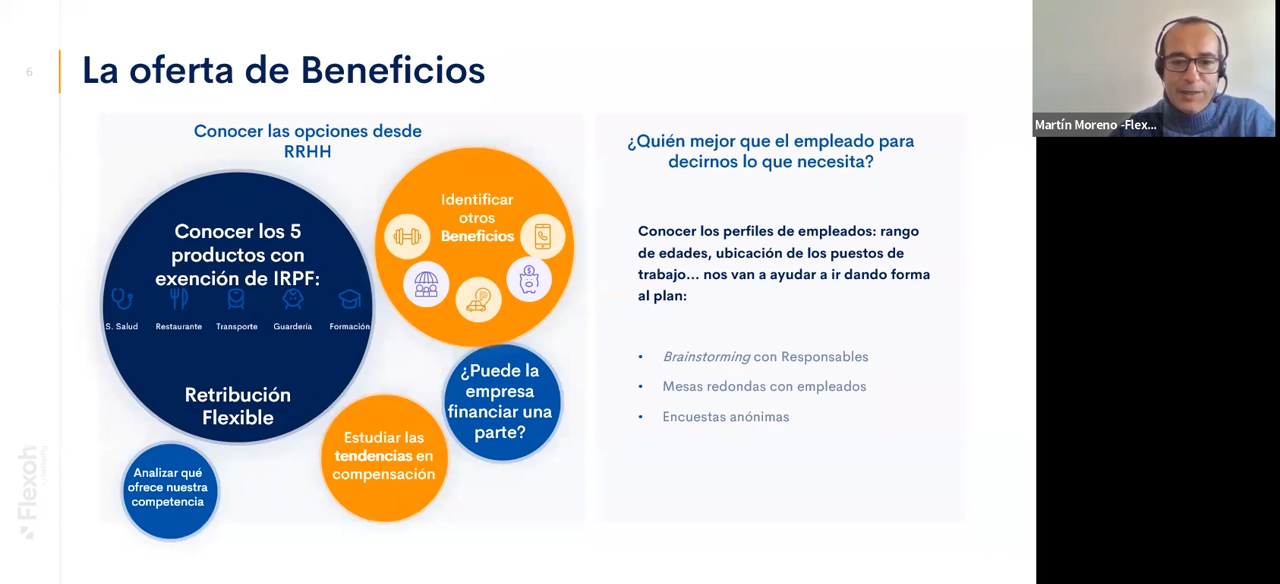 6
La oferta de Beneficios
Conocer las opciones desde
RRHH
Conocer los 5
productos con
exención de IRPF:
S. Salud
Restaurante
Transporte
Guardería
Formación
Retribución
Flexible
Identificar
otros
Beneficios
¿Puede la
empresa
financiar una
parte?
Estudiar las
tendencias en
compensación
Analizar qué
ofrece nuestra
competencia
¿Quién mejor que el empleado para
decirnos lo que necesita?
Conocer los perfiles de empleados: rango
de edades, ubicación de los puestos de
trabajo... nos van a ayudar a ir dando forma
al plan:
• Brainstorming con Responsables
• Mesas redondas con empleados
• Encuestas anónimas
Flexoh
Martín Moreno -Flex...